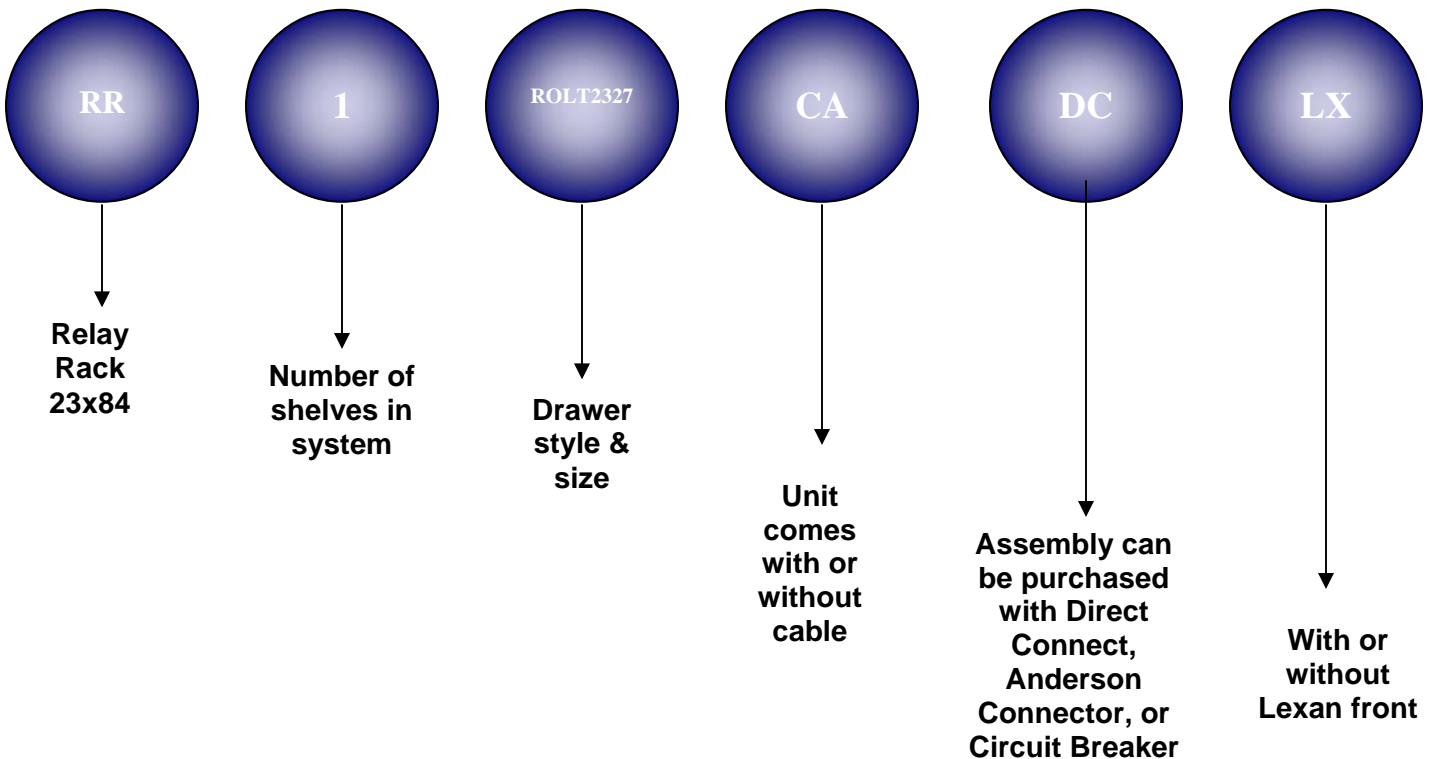 RR
1
ROLT2327
CA
DC
LX
Relay
Rack
23x84
Number of
shelves in
system
Drawer
style &
size
Unit
comes
with or
without
cable
Assembly can
be purchased
with Direct
Connect,
Anderson
Connector, or
Circuit Breaker
With or
without
Lexan front